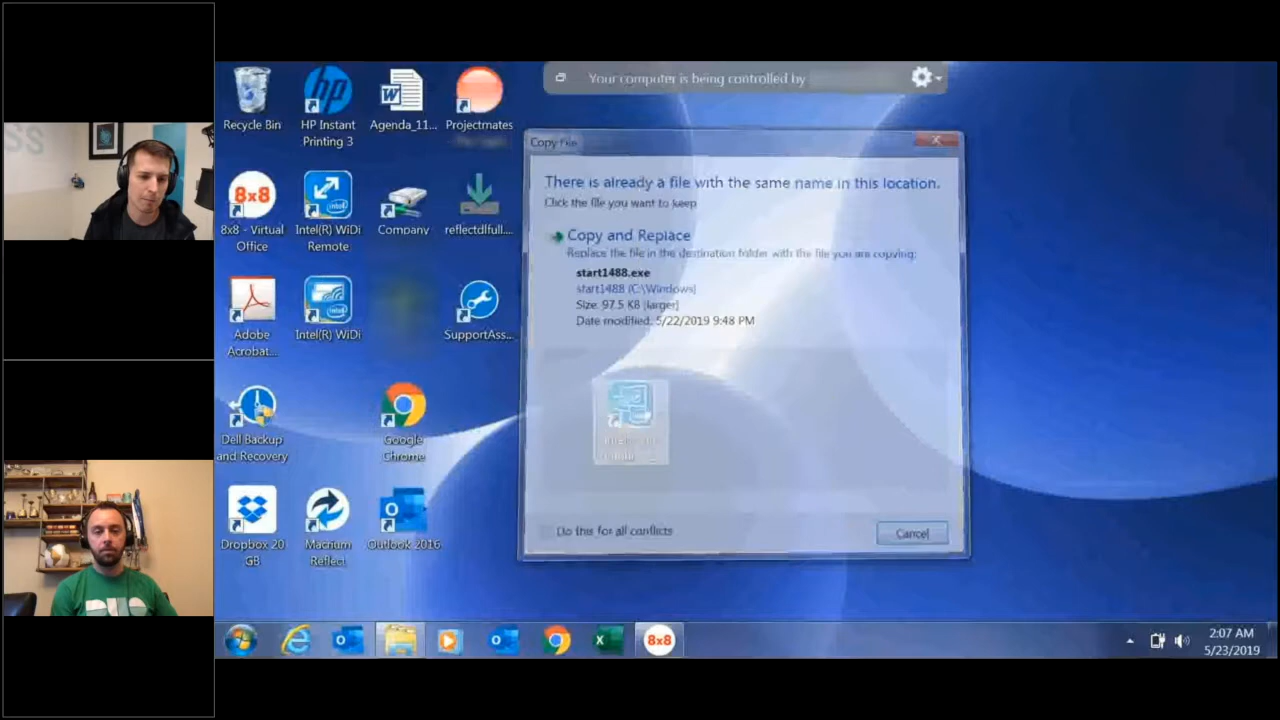 SS
Your computer is being controlled by
Recycle Bin
HP Instant
Printing 3
Agenda_11...
Projectmates
Copy File
There is already a file with the same name in this location.
Click the file you want to keep
Copy and Replace
Replace the file in the destination folder with the file you are copying:
start1488.exe
start1488 (C:\Windows)
Size: 97.5 KB (larger)
Date modified: 5/22/2019 9:48 PM
8x8
8x8 - Virtual
Office
Intel(R) WiDi
Remote
Company
reflectdlfull....
Adobe
Acrobat...
Intel(R) WiDi
SupportAss...
Dell Backup
and Recovery
Google
Chrome
Dropbox 20
GB
Macrium
Reflect
Outlook 2016
Do this for all conflicts
Cancel
8x8
2:07 AM
5/23/2019